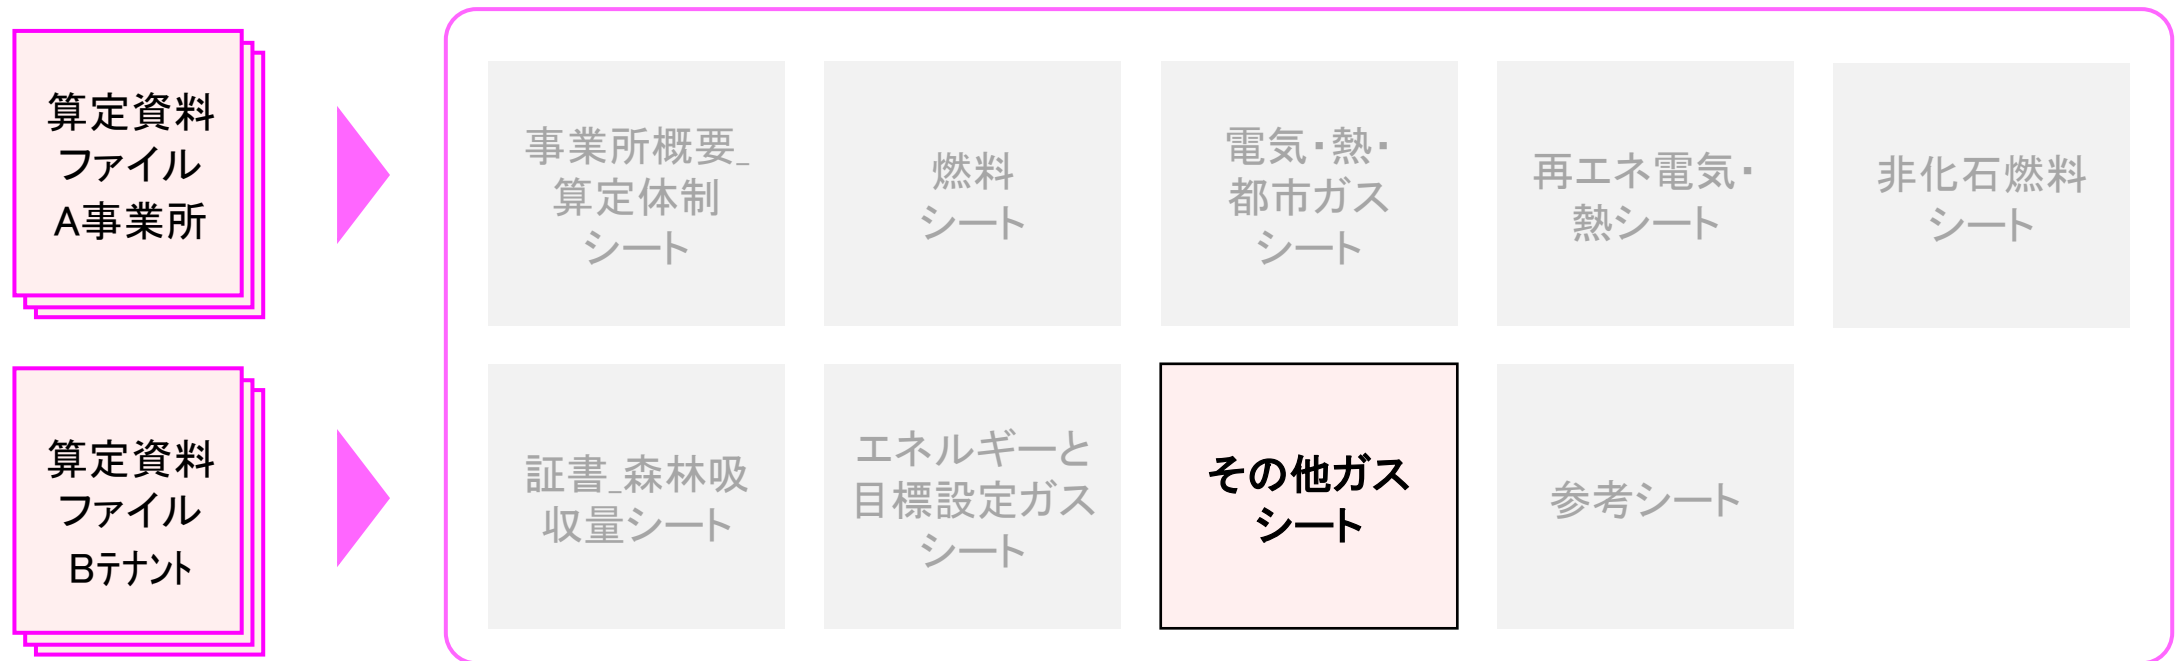 算定資料
ファイル
A事業所
事業所概要_
算定体制
シート
燃料
シート
電気・熱・
都市ガス
シート
再エネ電気・
熱シート
非化石燃料
シート
算定資料
ファイル
Bテナント
証書_森林吸
収量シート
エネルギーと
目標設定ガス
シート
その他ガス
シート
参考シート